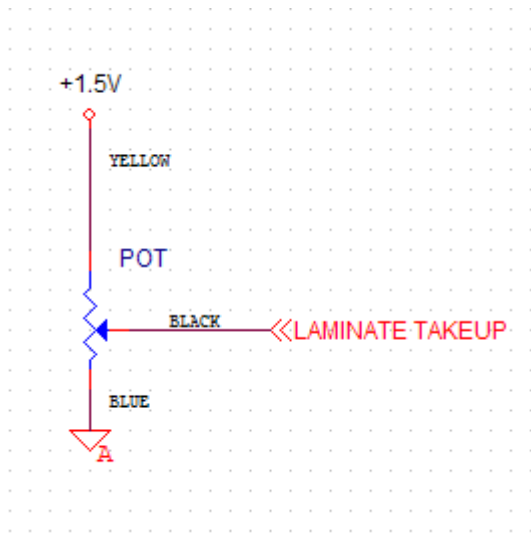 +1.5V
YELLOW
POT
BLACK
LAMINATE TAKEUP
BLUE
A